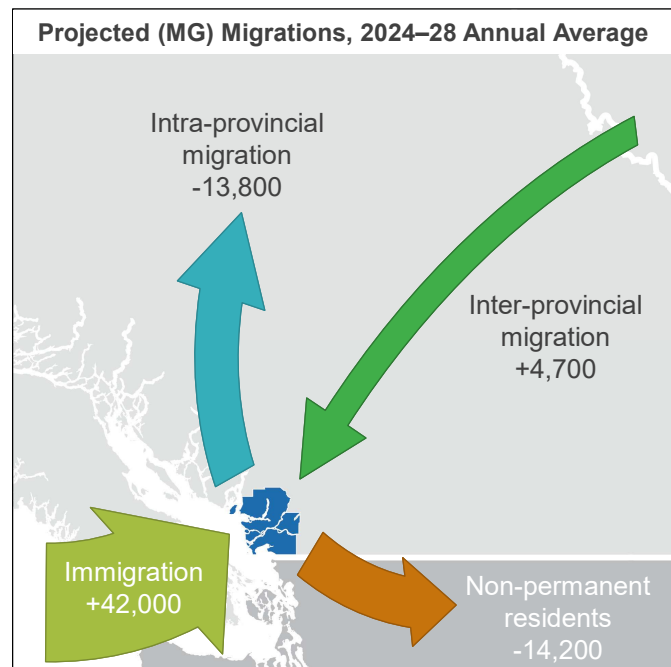 Projected (MG) Migrations, 2024–28 Annual Average
Intra-provincial
migration
-13,800
Inter-provincial
migration
+4,700
Immigration
+42,000
Non-permanent
residents
-14,200